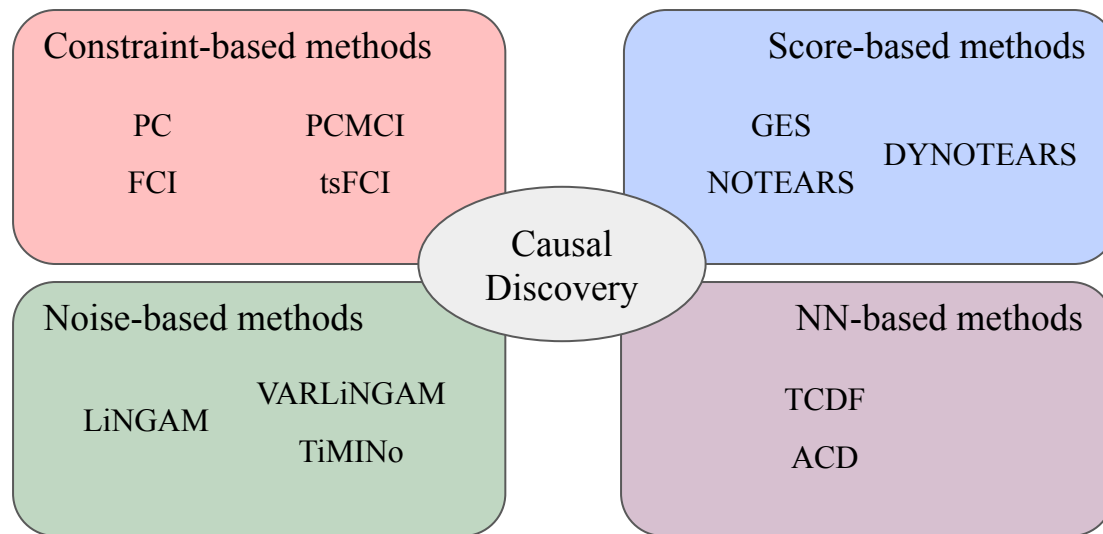 Constraint-based methods
PC
PCMCI
FCI
tsFCI
Score-based methods
GES
DYNOTEARS
NOTEARS
Causal
Discovery
Noise-based methods
LiNGAM
VARLiNGAM
TiMINo
NN-based methods
TCDF
ACD